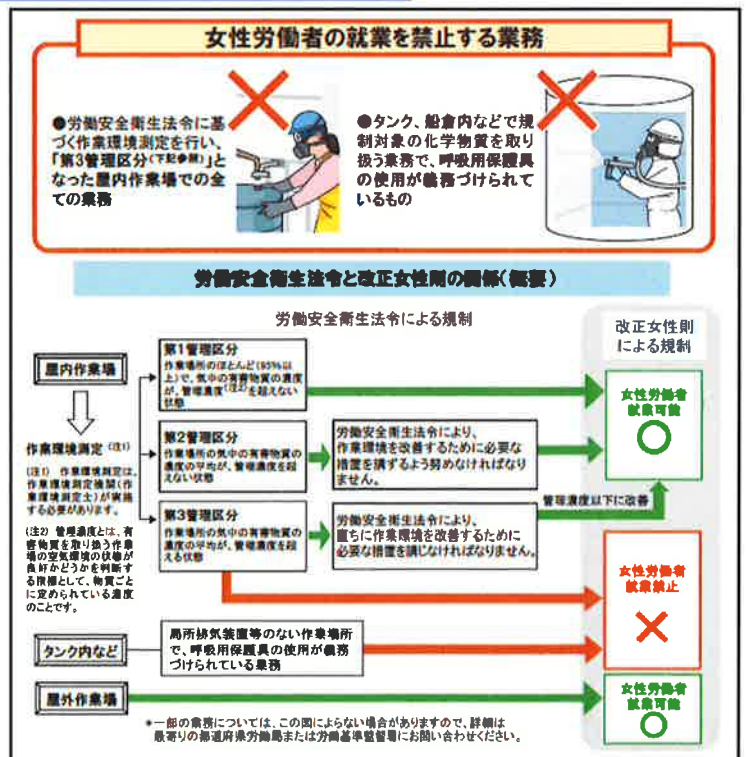 女性労働者の就業を禁止する業務
●労働安全衛生法令に基
づく作業環境測定を行い、
「第3管理区分(下記参照)」と
なった屋内作業場での全
ての業務
●タンク、船倉内などで規
制対象の化学物質を取り
扱う業務で、呼吸用保護具
の使用が義務づけられて
いるもの
労働安全衛生法令と改正女性則の関係(概要)
労働安全衛生法令による規制
改正女性則
による規制
屋内作業場
第1管理区分
作業場所のほとんど(95%以
上)で、気中の有害物質の濃度
が、管理濃度(注2)を超えない
状態
女性労働者
就業可能
作業環境測定 (注1)
(注1) 作業環境測定は、
作業環境測定機関(作
業環境測定士)が実施
する必要があります。
(注2) 管理濃度とは、有
害物質を取り扱う作業
場の空気環境の状態が
良好かどうかを判断す
る指標として、物質ごと
に定められている濃度
のことです。
第2管理区分
作業場所の気中の有害物質の
濃度の平均が、管理濃度を超
えない状態
労働安全衛生法令により、
作業環境を改善するために必要な
措置を講ずるよう努めなければなり
ません。
管理濃度以下に改善
第3管理区分
作業場所の気中の有害物質の
濃度の平均が、管理濃度を超
える状態
労働安全衛生法令により、
直ちに作業環境を改善するために
必要な措置を講じなければなりません。
女性労働者
就業禁止
タンク内など
局所排気装置等のない作業場所
で、呼吸用保護具の使用が義務
づけられている業務
屋外作業場
女性労働者
就業可能
*一部の業務については、この図によらない場合がありますので、詳細は
最寄りの都道府県労働局または労働基準監督署にお問い合わせください。